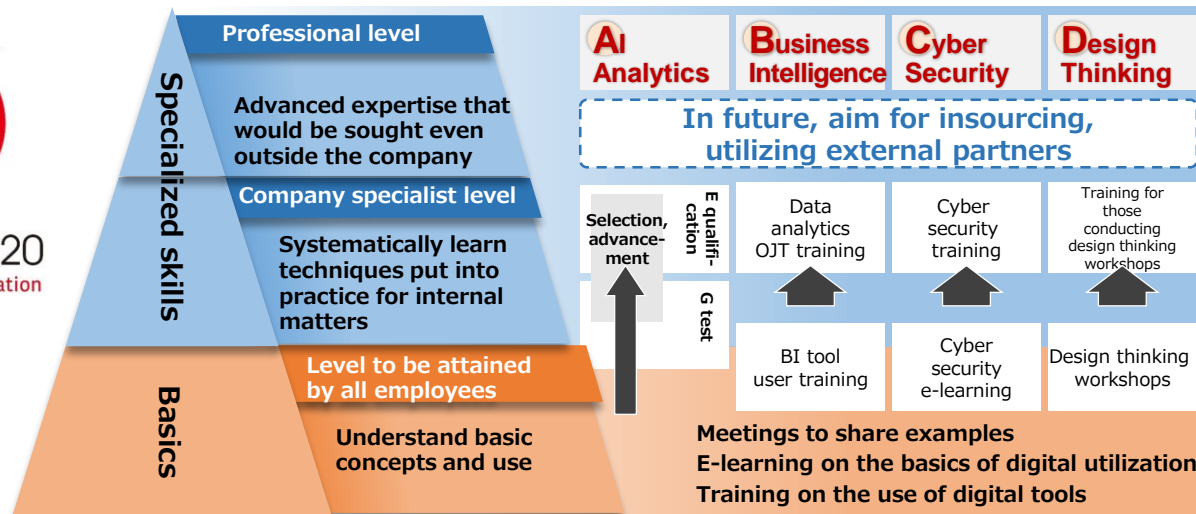 20
ation
Specialized skills
Basics
Professional level
Advanced expertise that
would be sought even
outside the company
Company specialist level
Systematically learn
techniques put into
practice for internal
matters
Level to be attained
by all employees
Understand basic
concepts and use
AI
Analytics
Business
Intelligence
Cyber
Security
Design
Thinking
In future, aim for insourcing,
utilizing external partners
Selection,
advance-
ment
E qualifi-
cation
G test
Data
analytics
OJT training
BI tool
user training
Cyber
security
training
Cyber
security
e-learning
Training for
those
conducting
design thinking
workshops
Design thinking
workshops
Meetings to share examples
E-learning on the basics of digital utilization
Training on the use of digital tools